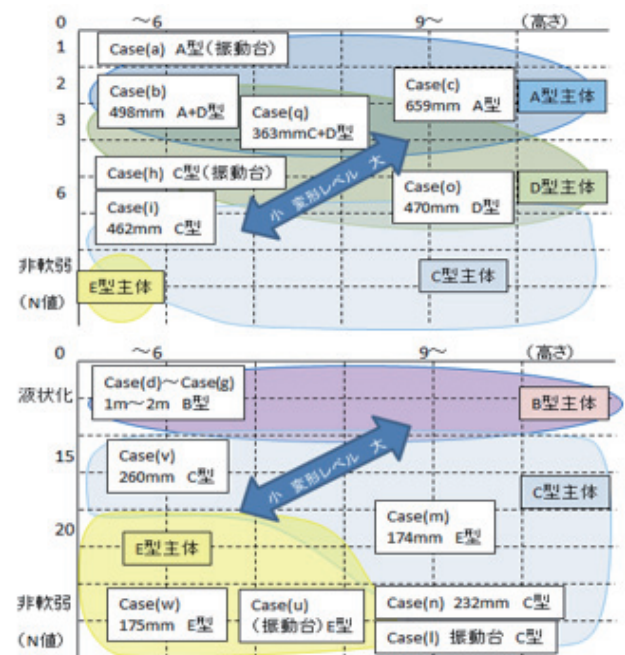 0 ～6 9～ (高さ)
1
Case(a) A型(振動台)
2
Case(b)
498mm A+D型
Case(q)
363mmC+D型
Case(c)
659mm A型
A型主体
3
Case(h) C型(振動台)
小 変形レベル 大
6
Case(i)
462mm C型
Case(o)
470mm D型
D型主体
非軟弱
(N値)
E型主体
C型主体
0 ～6 9～ (高さ)
液状化
Case(d)～Case(g)
1m～2m B型
B型主体
小 変形レベル 大
15
Case(v)
260mm C型
C型主体
20
E型主体
Case(m)
174mm E型
非軟弱
(N値)
Case(w)
175mm E型
Case(u)
(振動台)E型
Case(n) 232mm C型
Case(l) 振動台 C型